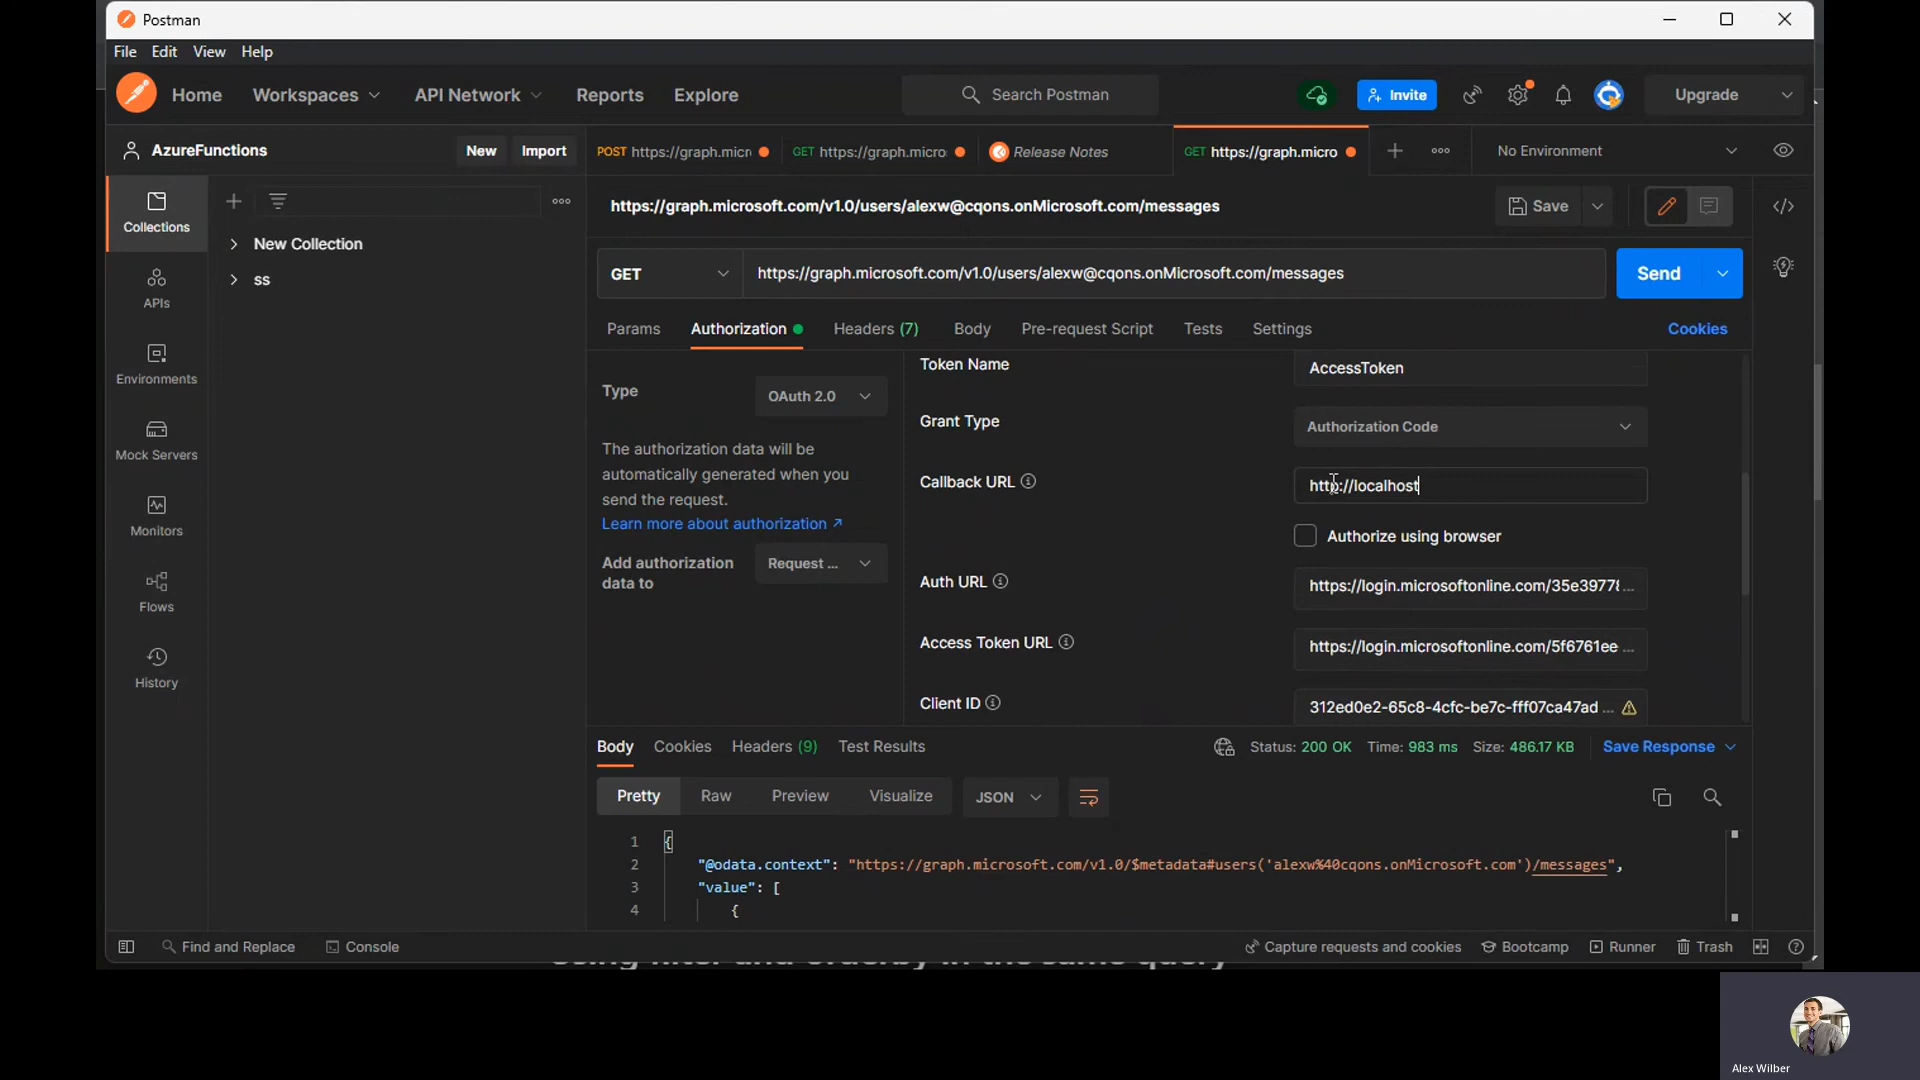 Postman
File Edit View Help
Home Workspaces API Network Reports Explore Search Postman Invite Upgrade
AzureFunctions New Import POST https://graph.micr GET https://graph.micro Release Notes GET https://graph.micro No Environment
Collections
APIs
Environments
Mock Servers
Monitors
Flows
History
New Collection
ss
https://graph.microsoft.com/v1.0/users/alexw@cqons.onMicrosoft.com/messages Save
GET https://graph.microsoft.com/v1.0/users/alexw@cqons.onMicrosoft.com/messages Send
Params Authorization Headers (7) Body Pre-request Script Tests Settings Cookies
Type OAuth 2.0
The authorization data will be
automatically generated when you
send the request.
Learn more about authorization ↗
Add authorization
data to
Request ...
Token Name AccessToken
Grant Type Authorization Code
Callback URL http://localhost
Authorize using browser
Auth URL https://login.microsoftonline.com/35e3977 ...
Access Token URL https://login.microsoftonline.com/5f6761ee ...
Client ID 312ed0e2-65c8-4cfc-be7c-fff07ca47ad ...
Body Cookies Headers (9) Test Results Status: 200 OK Time: 983 ms Size: 486.17 KB Save Response
Pretty Raw Preview Visualize JSON
1 {
2 "@odata.context": "https://graph.microsoft.com/v1.0/$metadata#users('alexw%40cqons.onMicrosoft.com')/messages",
3 "value": [
4 {
Find and Replace Console Capture requests and cookies Bootcamp Runner Trash
using filter and orderby in the same query
Alex Wilber